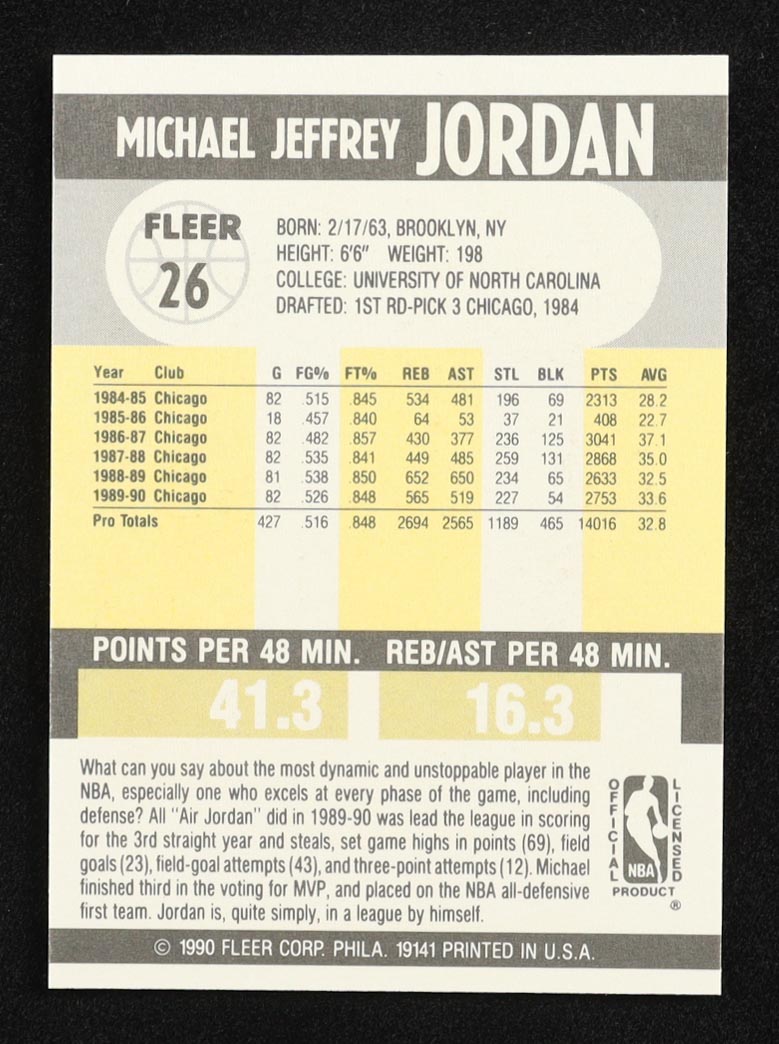 MICHAEL JEFFREY JORDAN
FLEER
26
BORN: 2/17/63, BROOKLYN, NY
HEIGHT: 6'6" WEIGHT: 198
COLLEGE: UNIVERSITY OF NORTH CAROLINA
DRAFTED: 1ST RD-PICK 3 CHICAGO, 1984
Year Club G FG% FT% REB AST STL BLK PTS AVG
1984-85 Chicago 82 .515 .845 534 481 196 69 2313 28.2
1985-86 Chicago 18 .457 .840 64 53 37 21 408 22.7
1986-87 Chicago 82 .482 .857 430 377 236 125 3041 37.1
1987-88 Chicago 82 .535 .841 449 485 259 131 2868 35.0
1988-89 Chicago 81 .538 .850 652 650 234 65 2633 32.5
1989-90 Chicago 82 .526 .848 565 519 227 54 2753 33.6
Pro Totals 427 .516 .848 2694 2565 1189 465 14016 32.8
POINTS PER 48 MIN. REB/AST PER 48 MIN.
41.3 16.3
What can you say about the most dynamic and unstoppable player in the
NBA, especially one who excels at every phase of the game, including
defense? All "Air Jordan" did in 1989-90 was lead the league in scoring
for the 3rd straight year and steals, set game highs in points (69), field
goals (23), field-goal attempts (43), and three-point attempts (12). Michael
finished third in the voting for MVP, and placed on the NBA all-defensive
first team. Jordan is, quite simply, in a league by himself.
OFFICIAL
LICENSED
NBA
PRODUCT
®
© 1990 FLEER CORP. PHILA. 19141 PRINTED IN U.S.A.